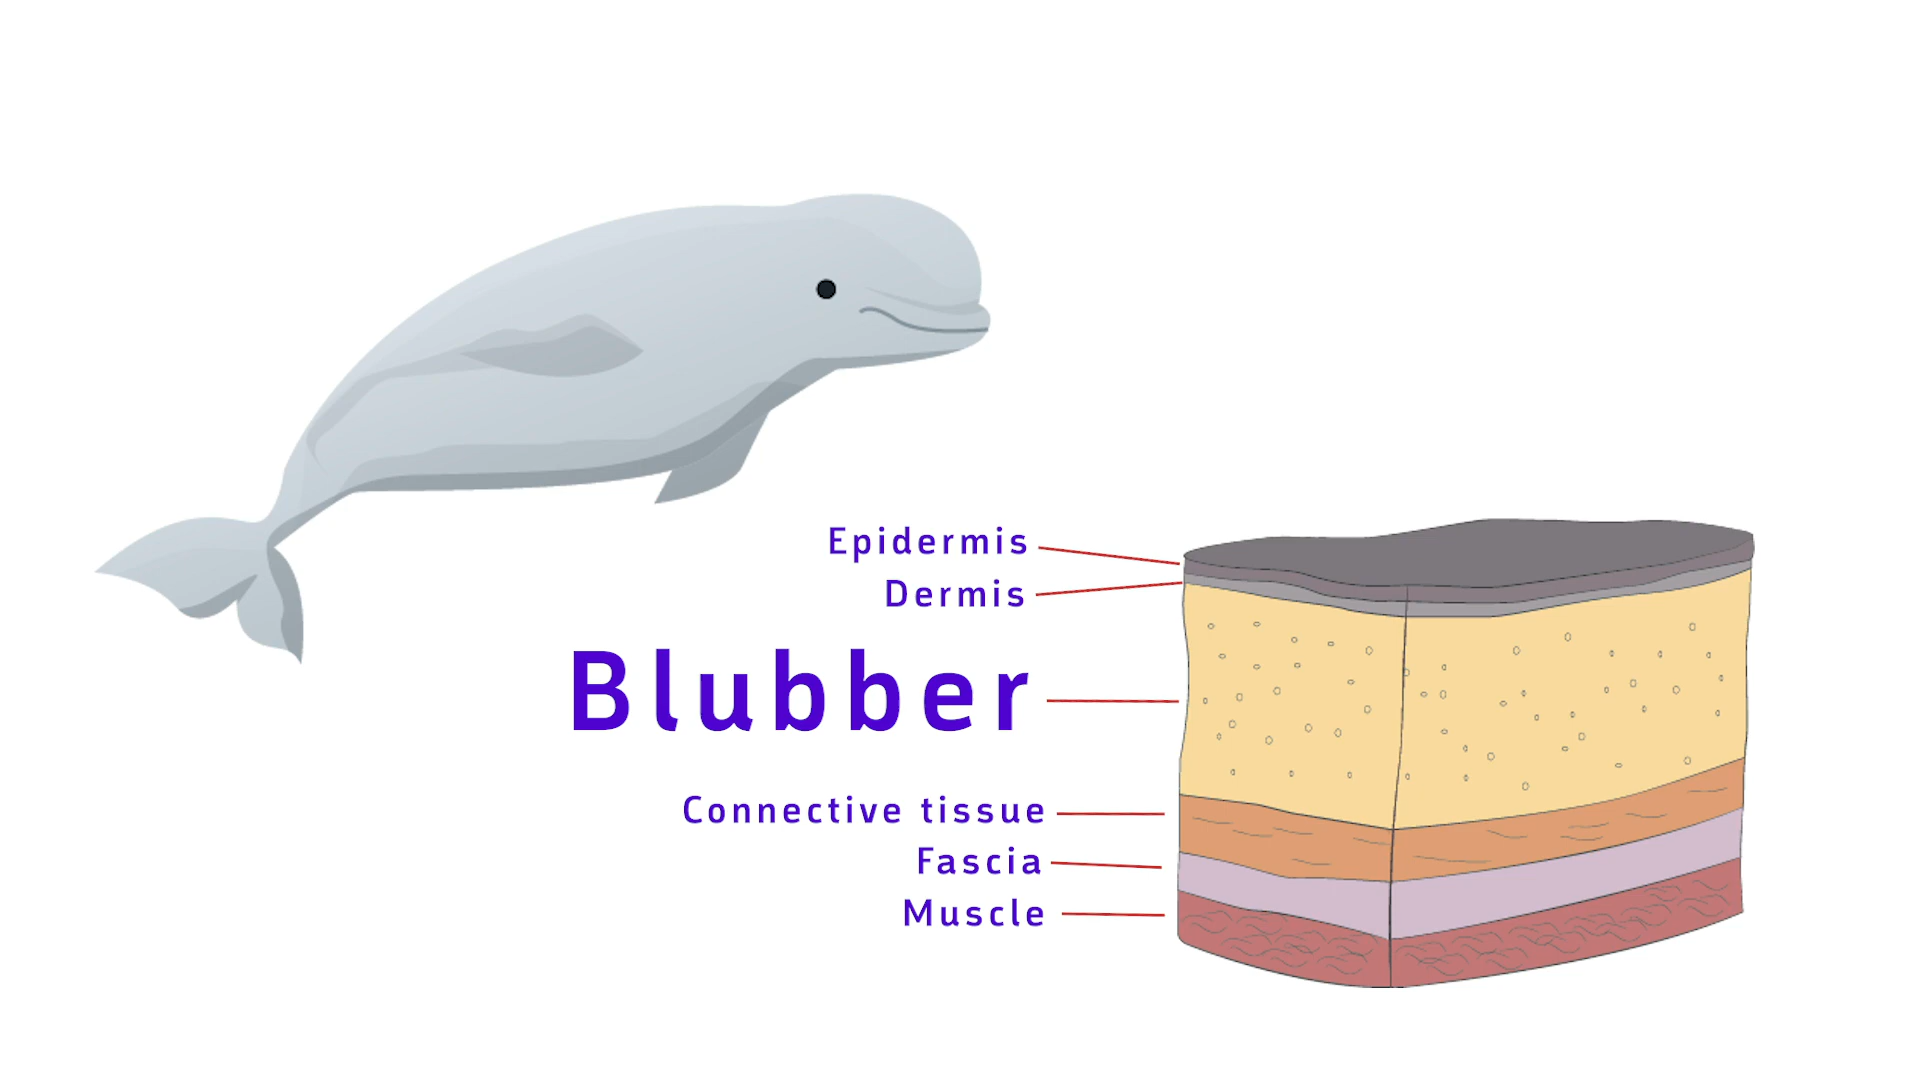 Epidermis
Dermis
Blubber
Connective tissue
Fascia
Muscle